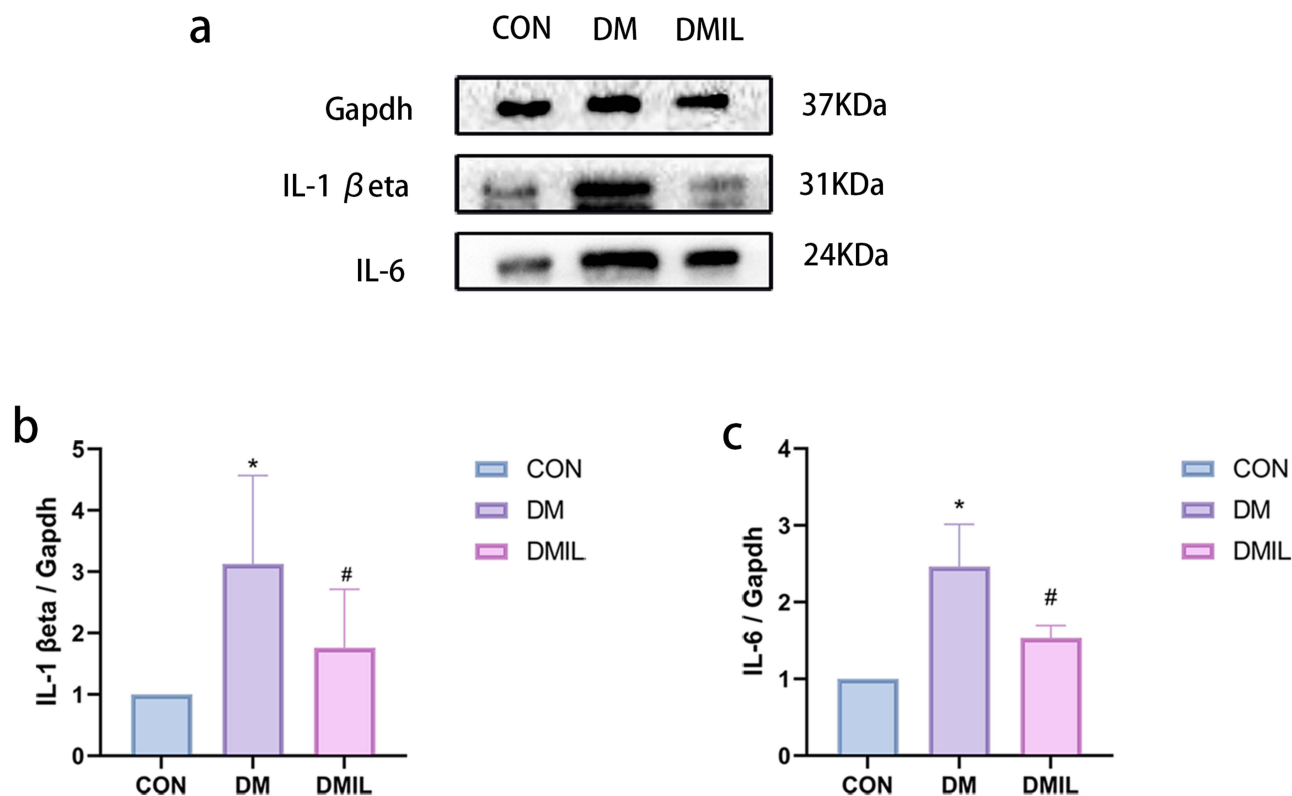 a
CON DM DMIL
Gapdh 37KDa
IL-1 βeta 31KDa
IL-6 24KDa
b
IL-1 βeta / Gapdh
5
4
3
2
1
0
*
#
CON DM DMIL
CON
DM
DMIL
c
IL-6 / Gapdh
4
3
2
1
0
*
#
CON DM DMIL
CON
DM
DMIL